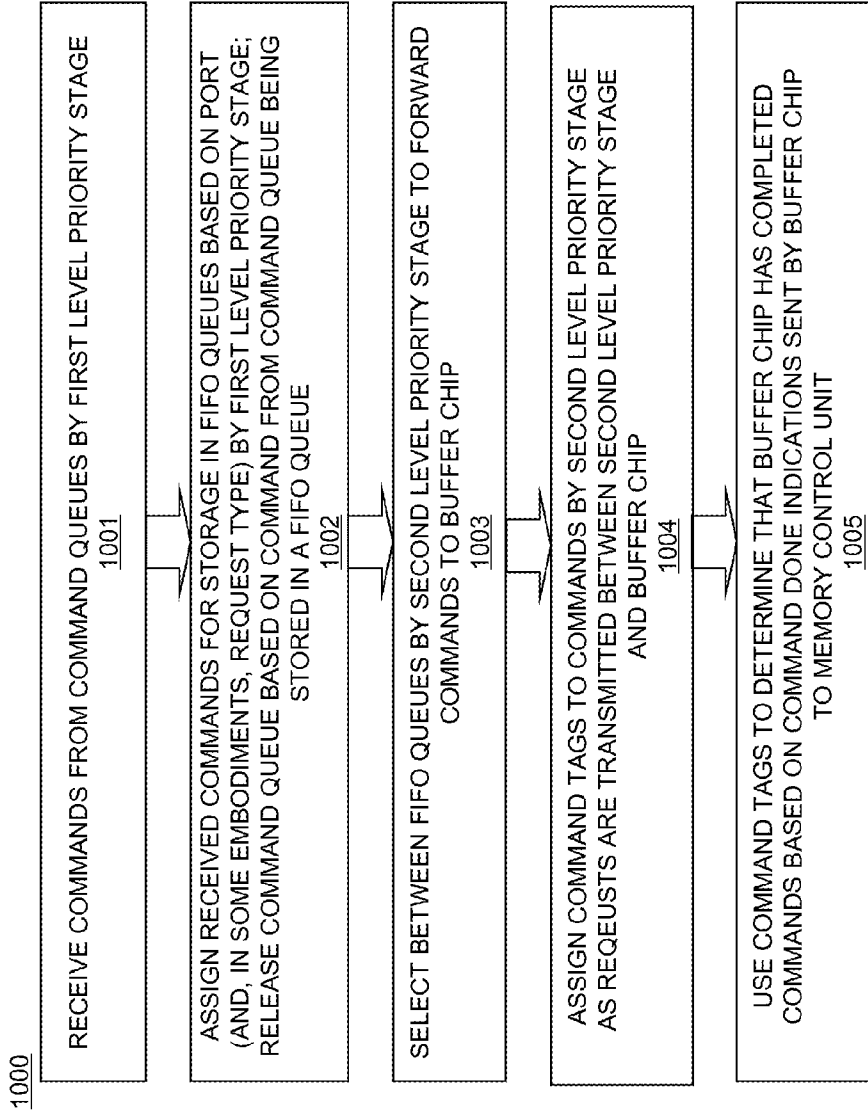 1000
RECEIVE COMMANDS FROM COMMAND QUEUES BY FIRST LEVEL PRIORITY STAGE
1001
ASSIGN RECEIVED COMMANDS FOR STORAGE IN FIFO QUEUES BASED ON PORT
(AND, IN SOME EMBODIMENTS, REQUEST TYPE) BY FIRST LEVEL PRIORITY STAGE;
RELEASE COMMAND QUEUE BASED ON COMMAND FROM COMMAND QUEUE BEING
STORED IN A FIFO QUEUE
1002
SELECT BETWEEN FIFO QUEUES BY SECOND LEVEL PRIORITY STAGE TO FORWARD
COMMANDS TO BUFFER CHIP
1003
ASSIGN COMMAND TAGS TO COMMANDS BY SECOND LEVEL PRIORITY STAGE
AS REQEUSTS ARE TRANSMITTED BETWEEN SECOND LEVEL PRIORITY STAGE
AND BUFFER CHIP
1004
USE COMMAND TAGS TO DETERMINE THAT BUFFER CHIP HAS COMPLETED
COMMANDS BASED ON COMMAND DONE INDICATIONS SENT BY BUFFER CHIP
TO MEMORY CONTROL UNIT
1005